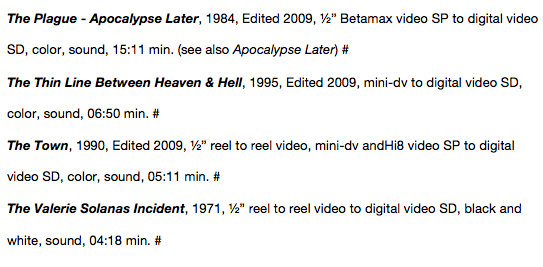 The Plague - Apocalypse Later, 1984, Edited 2009, ½” Betamax video SP to digital video
SD, color, sound, 15:11 min. (see also Apocalypse Later) #
The Thin Line Between Heaven & Hell, 1995, Edited 2009, mini-dv to digital video SD,
color, sound, 06:50 min. #
The Town, 1990, Edited 2009, ½” reel to reel video, mini-dv andHi8 video SP to digital
video SD, color, sound, 05:11 min. #
The Valerie Solanas Incident, 1971, ½” reel to reel video to digital video SD, black and
white, sound, 04:18 min. #